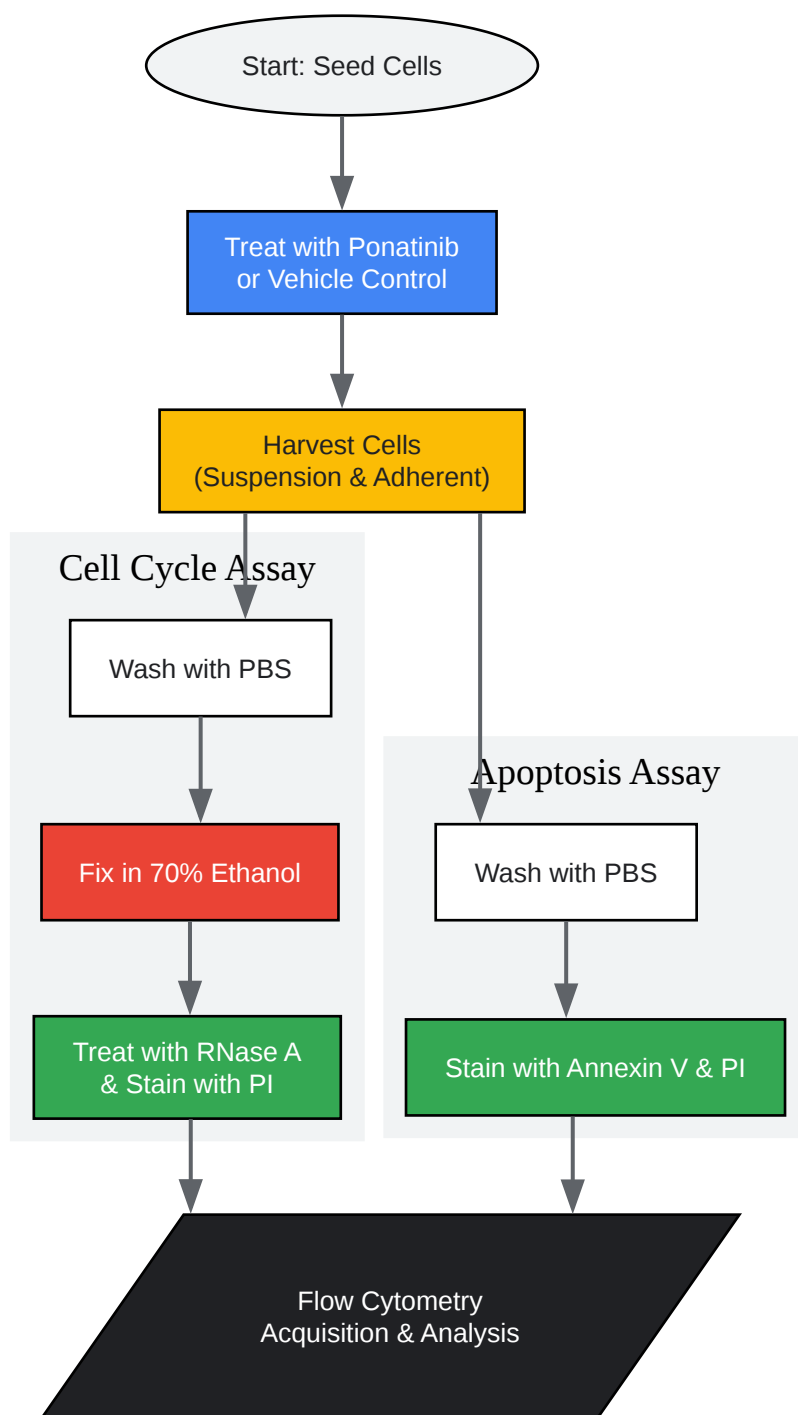 Start: Seed Cells
Treat with Ponatinib
or Vehicle Control
Harvest Cells
(Suspension & Adherent)
Cell Cycle Assay
Wash with PBS
Fix in 70% Ethanol
Treat with RNase A
& Stain with PI
Apoptosis Assay
Wash with PBS
Stain with Annexin V & PI
Flow Cytometry
Acquisition & Analysis